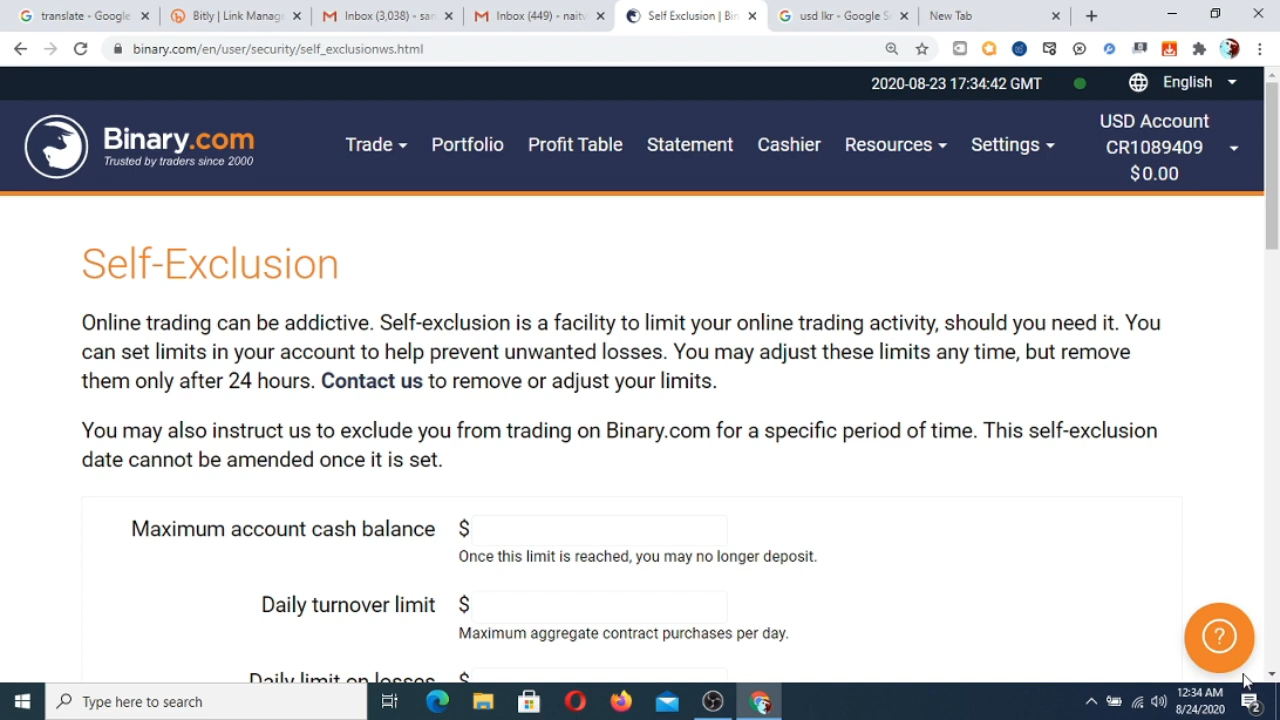 translate - Google
Bitly | Link Manag
Inbox (3,038) - san
Inbox (449) - naitv
Self Exclusion | Bin
usd lkr - Google S
New Tab
binary.com/en/user/security/self_exclusionws.html
2020-08-23 17:34:42 GMT
English
Binary.com
Trusted by traders since 2000
Trade
Portfolio
Profit Table
Statement
Cashier
Resources
Settings
USD Account
CR1089409
$0.00
Self-Exclusion
Online trading can be addictive. Self-exclusion is a facility to limit your online trading activity, should you need it. You
can set limits in your account to help prevent unwanted losses. You may adjust these limits any time, but remove
them only after 24 hours. Contact us to remove or adjust your limits.
You may also instruct us to exclude you from trading on Binary.com for a specific period of time. This self-exclusion
date cannot be amended once it is set.
Maximum account cash balance $
Once this limit is reached, you may no longer deposit.
Daily turnover limit $
Maximum aggregate contract purchases per day.
Daily limit on losses $
?
Type here to search
12:34 AM
8/24/2020
2